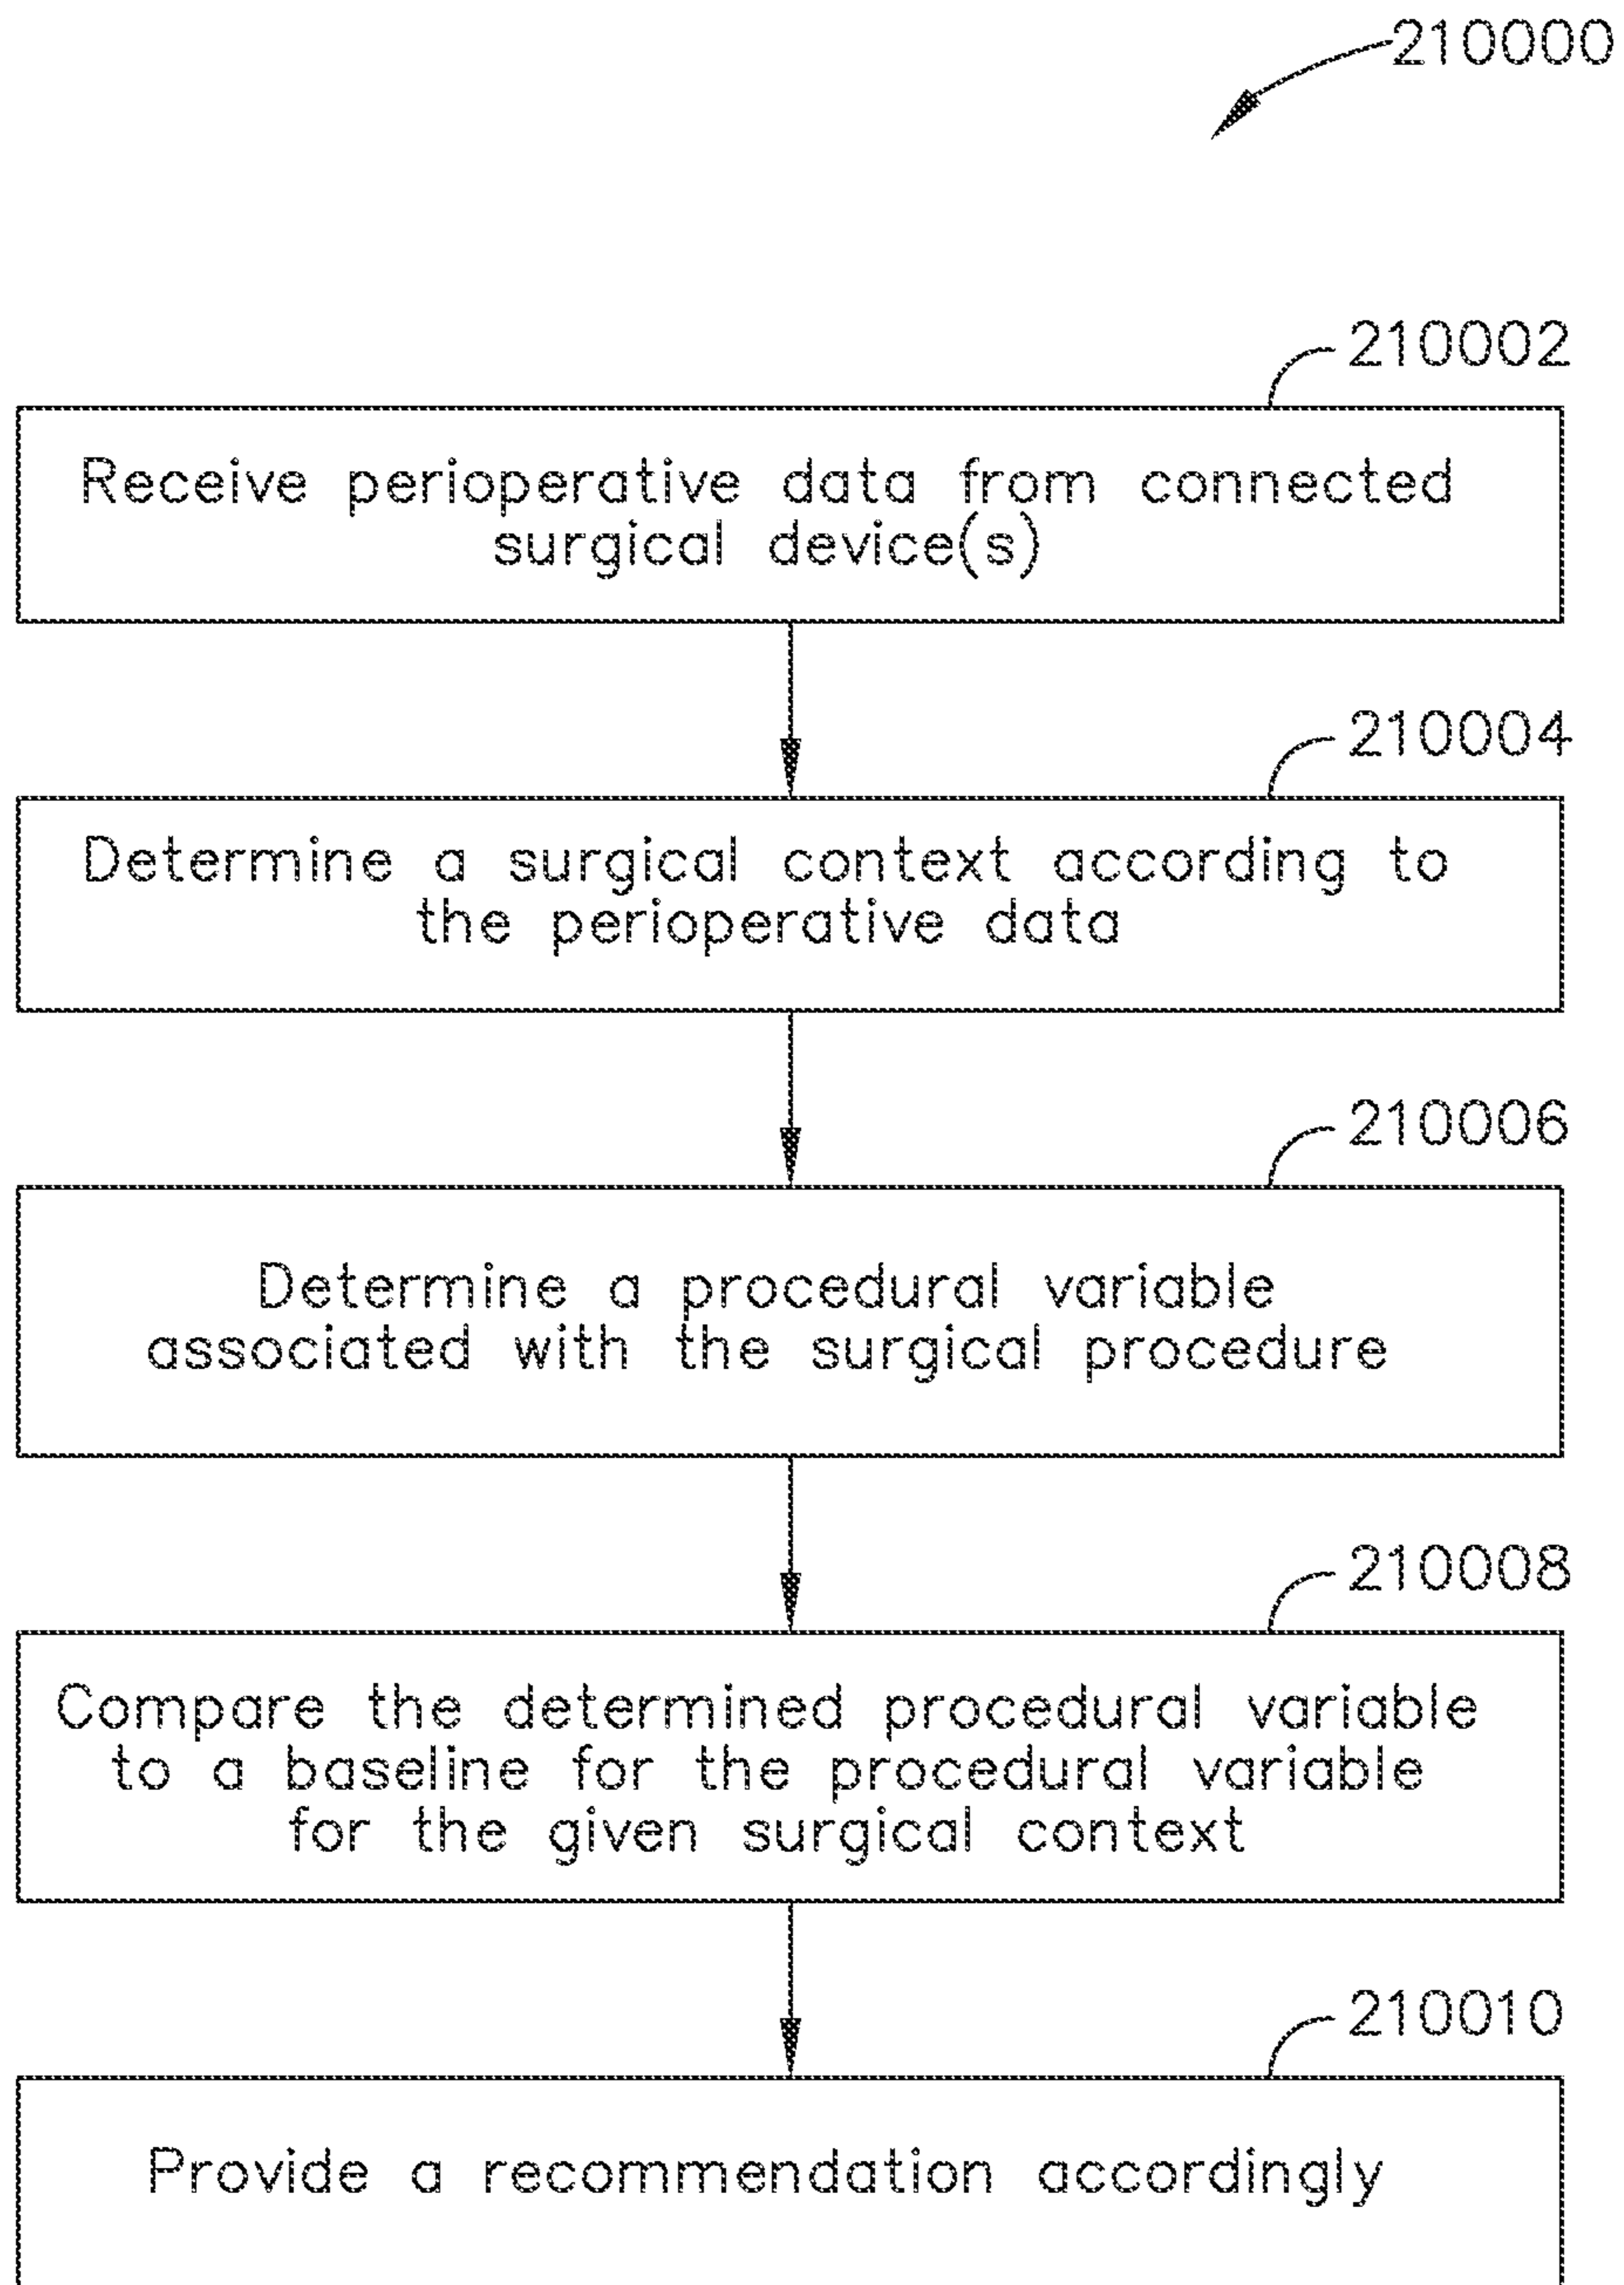 210000
210002
Receive perioperative data from connected
surgical device(s)
210004
Determine a surgical context according to
the perioperative data
210006
Determine a procedural variable
associated with the surgical procedure
210008
Compare the determined procedural variable
to a baseline for the procedural variable
for the given surgical context
210010
Provide a recommendation accordingly